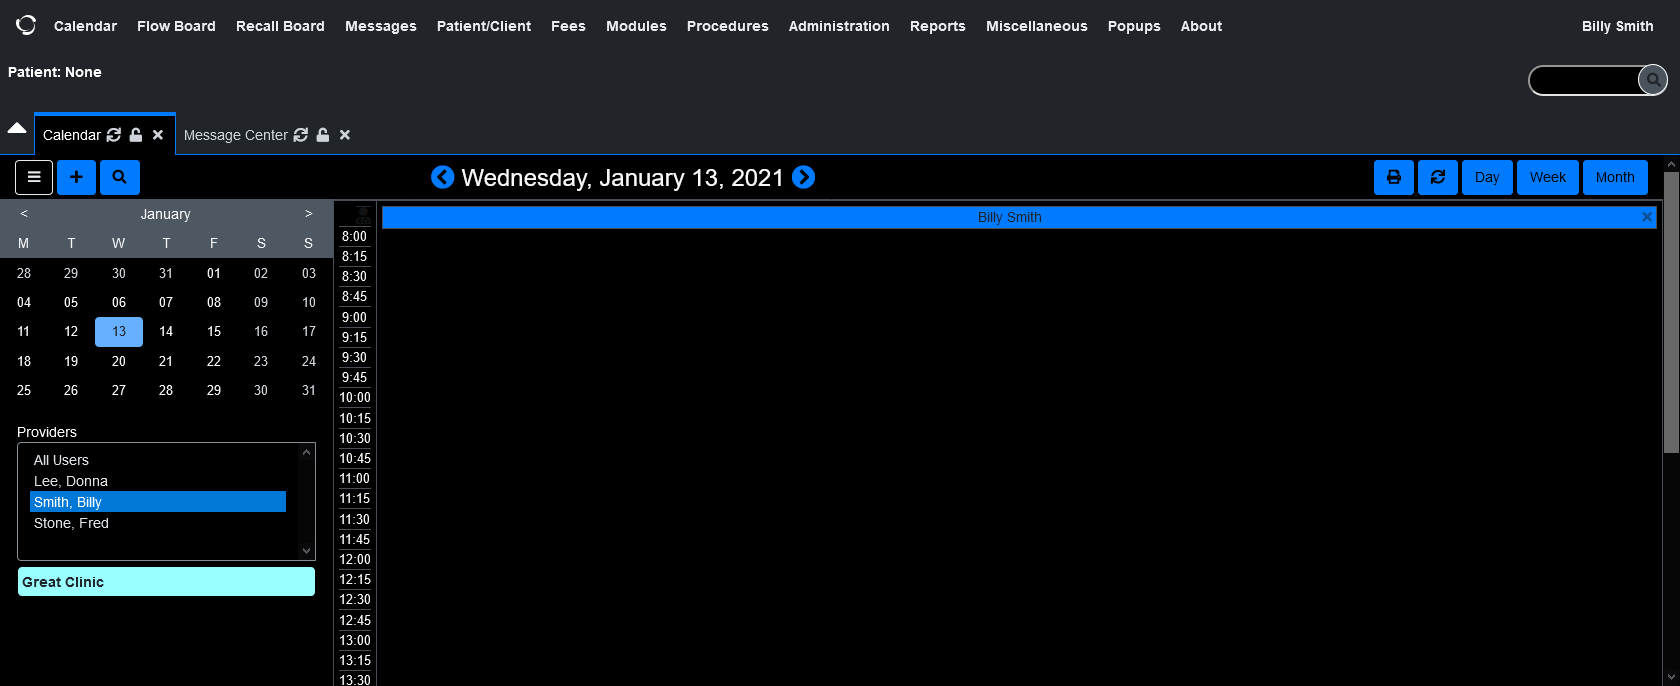 Calendar Flow Board Recall Board Messages Patient/Client Fees Modules Procedures Administration Reports Miscellaneous Popups About Billy Smith
Patient: None
Calendar Message Center
Wednesday, January 13, 2021 Day Week Month
< January >
M T W T F S S
28 29 30 31 01 02 03
04 05 06 07 08 09 10
11 12 13 14 15 16 17
18 19 20 21 22 23 24
25 26 27 28 29 30 31
Providers
All Users
Lee, Donna
Smith, Billy
Stone, Fred
Great Clinic
Billy Smith
8:00
8:15
8:30
8:45
9:00
9:15
9:30
9:45
10:00
10:15
10:30
10:45
11:00
11:15
11:30
11:45
12:00
12:15
12:30
12:45
13:00
13:15
13:30